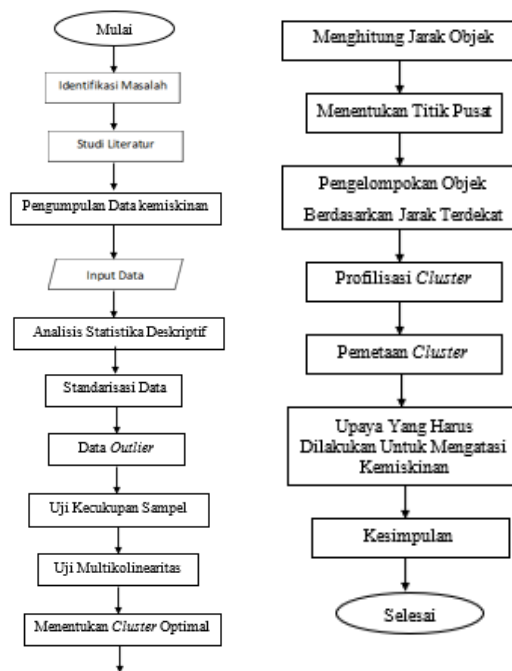 Mulai
Identifikasi Masalah
Studi Literatur
Pengumpulan Data kemiskinan
Input Data
Analisis Statistika Deskriptif
Standarisasi Data
Data Outlier
Uji Kecukupan Sampel
Uji Multikolinearitas
Menentukan Cluster Optimal
Menghitung Jarak Objek
Menentukan Titik Pusat
Pengelompokan Objek
Berdasarkan Jarak Terdekat
Profilisasi Cluster
Pemetaan Cluster
Upaya Yang Harus
Dilakukan Untuk Mengatasi
Kemiskinan
Kesimpulan
Selesai